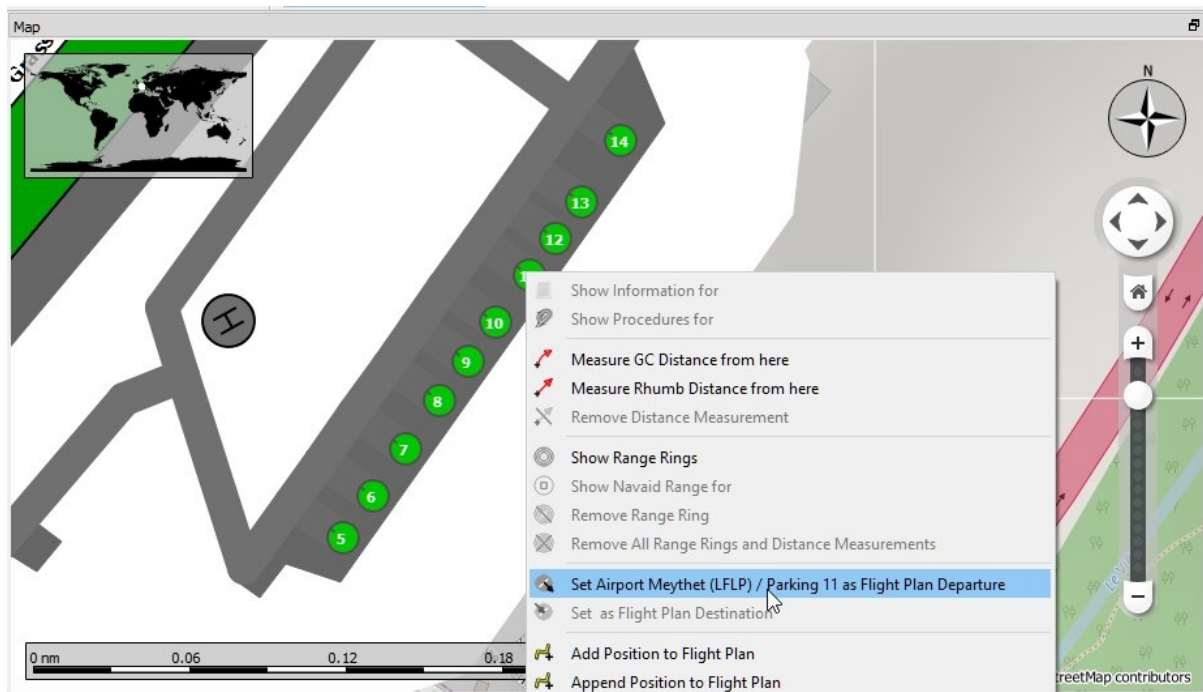 Map
Grass
N
14
13
12
10
9
8
7
6
5
H
Show Information for
Show Procedures for
Measure GC Distance from here
Measure Rhumb Distance from here
Remove Distance Measurement
Show Range Rings
Show Navaid Range for
Remove Range Ring
Remove All Range Rings and Distance Measurements
Set Airport Meythet (LFLP) / Parking 11 as Flight Plan Departure
Set as Flight Plan Destination
Add Position to Flight Plan
Append Position to Flight Plan
0 nm 0.06 0.12 0.18
+
−
treetMap contributors